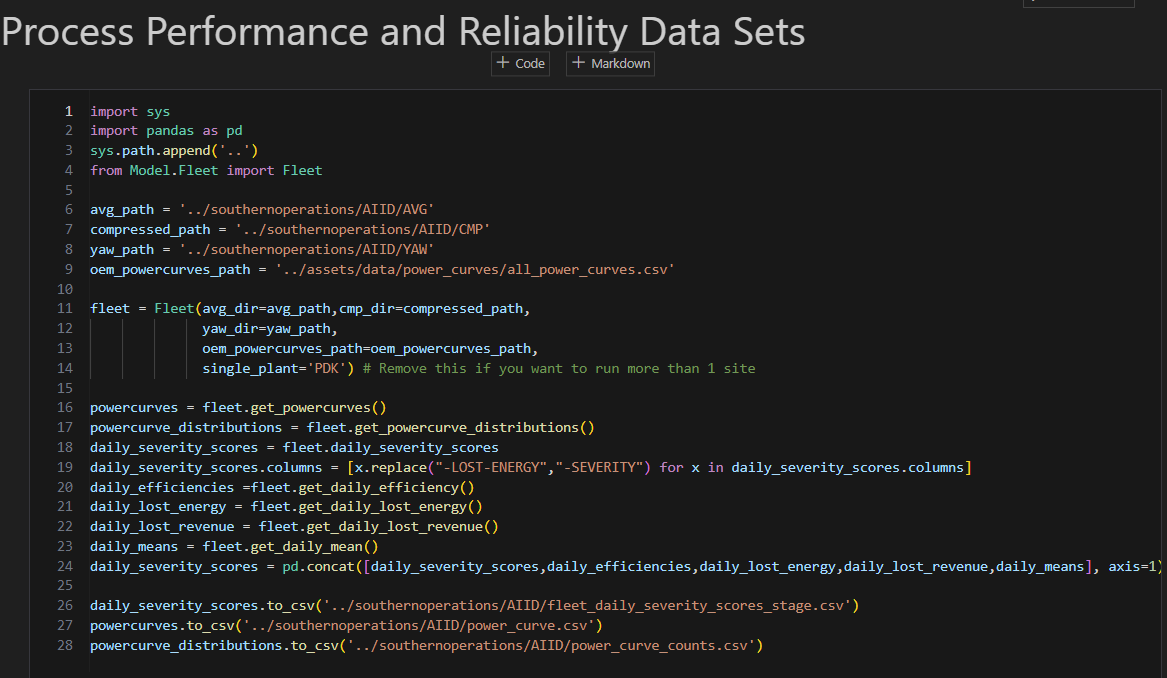 Process Performance and Reliability Data Sets
+ Code + Markdown
1 import sys
2 import pandas as pd
3 sys.path.append('..')
4 from Model.Fleet import Fleet
5
6 avg_path = '../southernoperations/AIID/AVG'
7 compressed_path = '../southernoperations/AIID/CMP'
8 yaw_path = '../southernoperations/AIID/YAW'
9 oem_powercurves_path = '../assets/data/power_curves/all_power_curves.csv'
10
11 fleet = Fleet(avg_dir=avg_path,cmp_dir=compressed_path,
12 yaw_dir=yaw_path,
13 oem_powercurves_path=oem_powercurves_path,
14 single_plant='PDK') # Remove this if you want to run more than 1 site
15
16 powercurves = fleet.get_powercurves()
17 powercurve_distributions = fleet.get_powercurve_distributions()
18 daily_severity_scores = fleet.daily_severity_scores
19 daily_severity_scores.columns = [x.replace("-LOST-ENERGY","-SEVERITY") for x in daily_severity_scores.columns]
20 daily_efficiencies =fleet.get_daily_efficiency()
21 daily_lost_energy = fleet.get_daily_lost_energy()
22 daily_lost_revenue = fleet.get_daily_lost_revenue()
23 daily_means = fleet.get_daily_mean()
24 daily_severity_scores = pd.concat([daily_severity_scores,daily_efficiencies,daily_lost_energy,daily_lost_revenue,daily_means], axis=1)
25
26 daily_severity_scores.to_csv('../southernoperations/AIID/fleet_daily_severity_scores_stage.csv')
27 powercurves.to_csv('../southernoperations/AIID/power_curve.csv')
28 powercurve_distributions.to_csv('../southernoperations/AIID/power_curve_counts.csv')